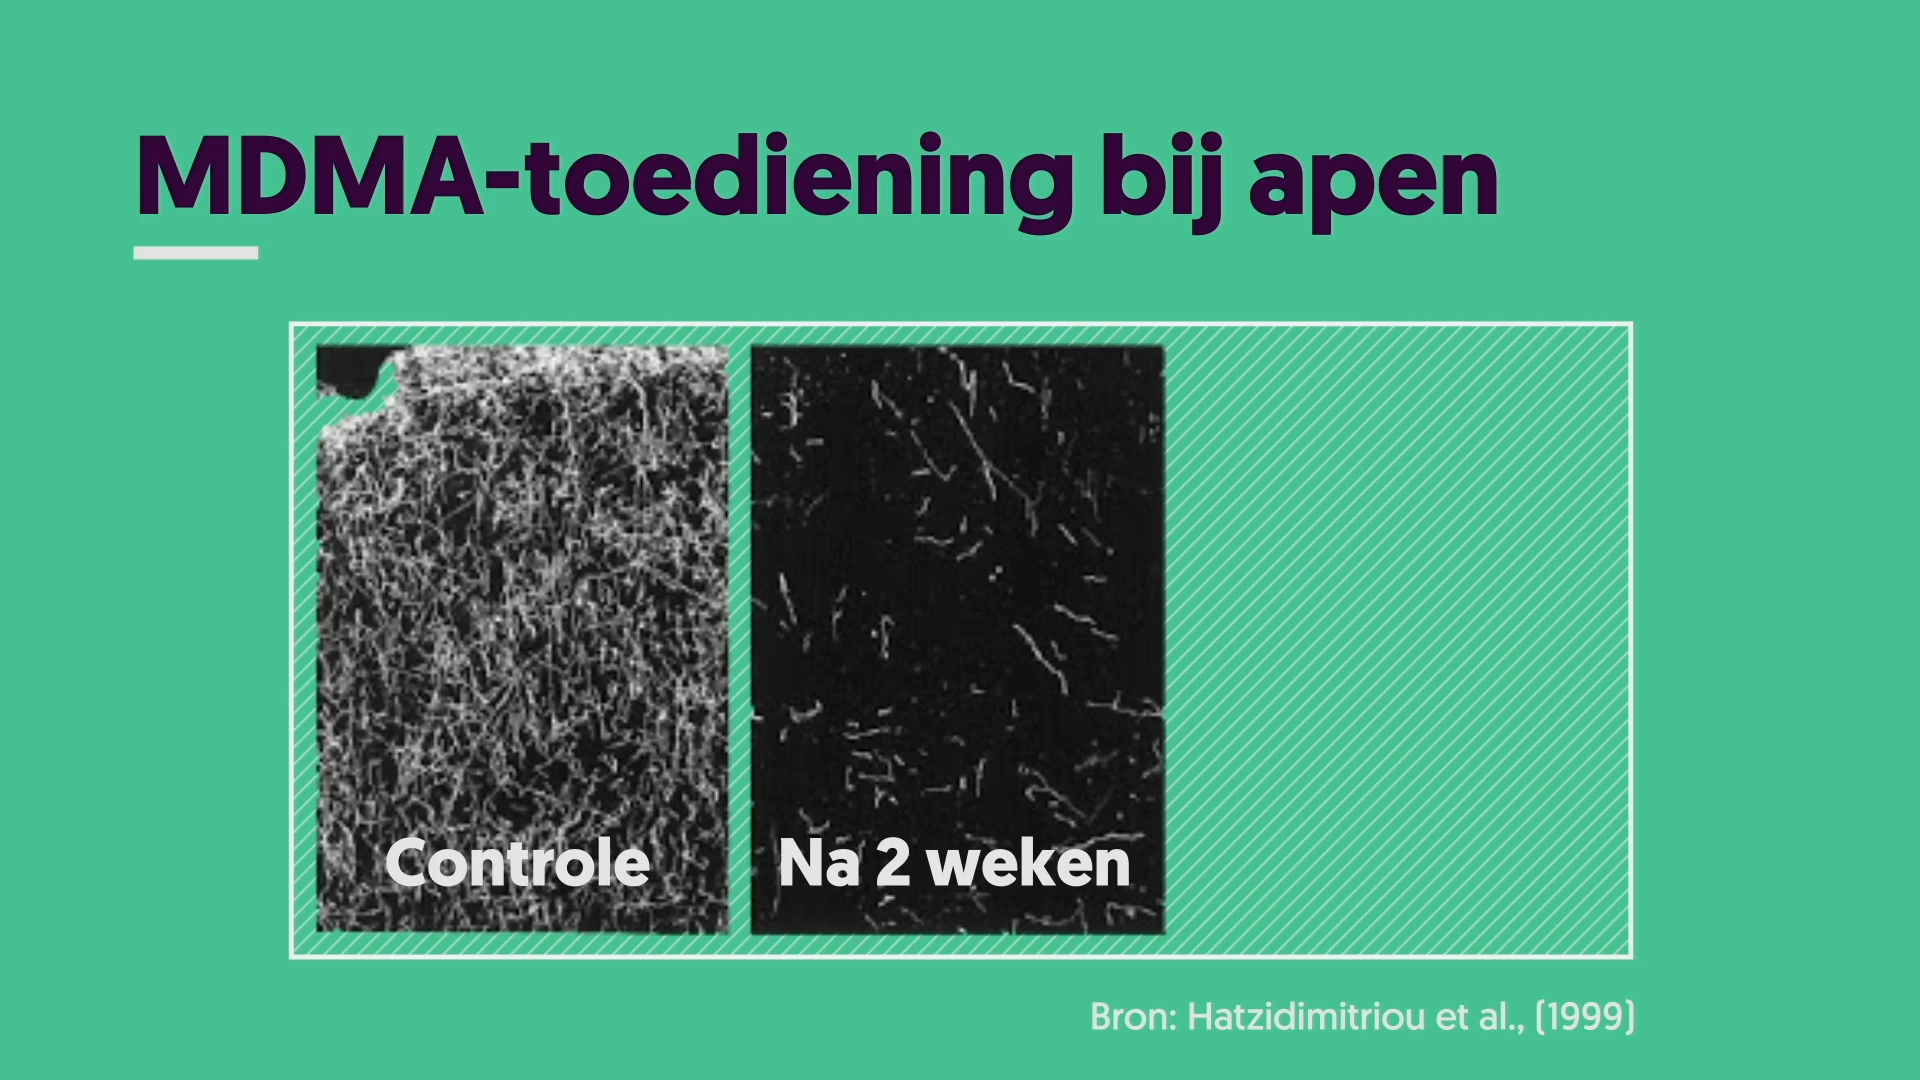 MDMA-toediening bij apen
Controle
Na 2 weken
Bron: Hatzidimitriou et al., (1999)